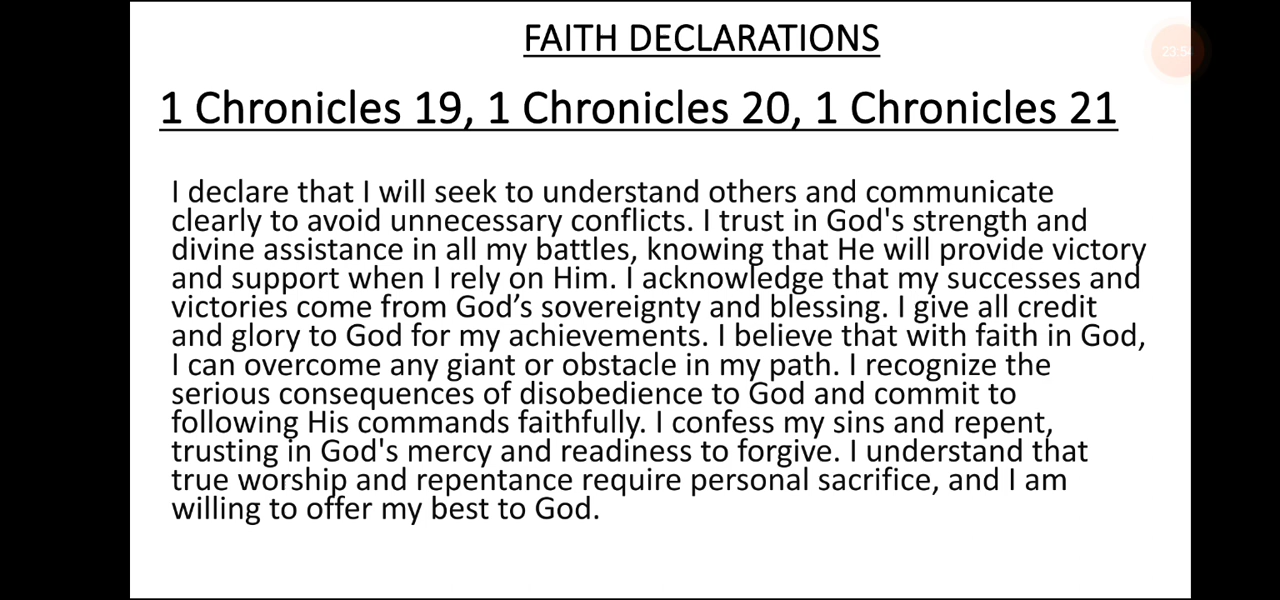 FAITH DECLARATIONS
23:54
1 Chronicles 19, 1 Chronicles 20, 1 Chronicles 21
I declare that I will seek to understand others and communicate
clearly to avoid unnecessary conflicts. I trust in God's strength and
divine assistance in all my battles, knowing that He will provide victory
and support when I rely on Him. I acknowledge that my successes and
victories come from God’s sovereignty and blessing. I give all credit
and glory to God for my achievements. I believe that with faith in God,
I can overcome any giant or obstacle in my path. I recognize the
serious consequences of disobedience to God and commit to
following His commands faithfully. I confess my sins and repent,
trusting in God's mercy and readiness to forgive. I understand that
true worship and repentance require personal sacrifice, and I am
willing to offer my best to God.